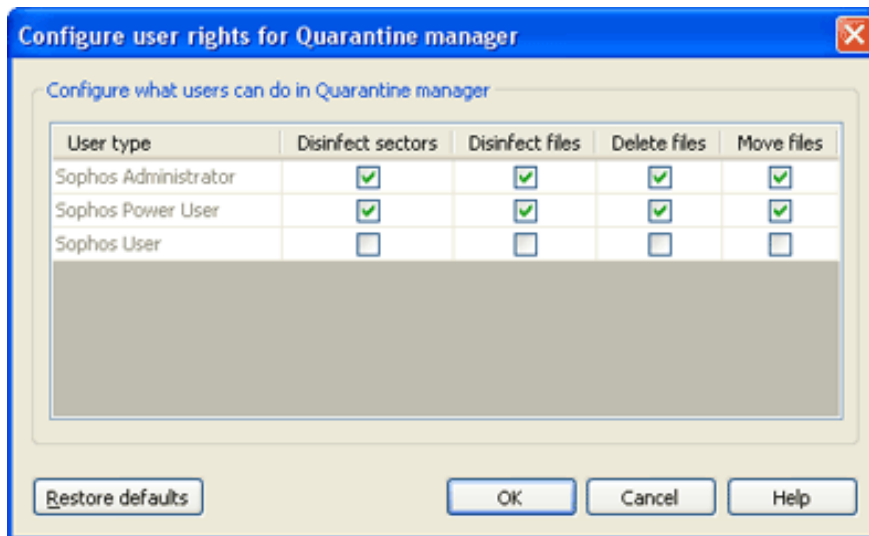 Configure user rights for Quarantine manager
Configure what users can do in Quarantine manager
User type Disinfect sectors Disinfect files Delete files Move files
Sophos Administrator
Sophos Power User
Sophos User
Restore defaults OK Cancel Help